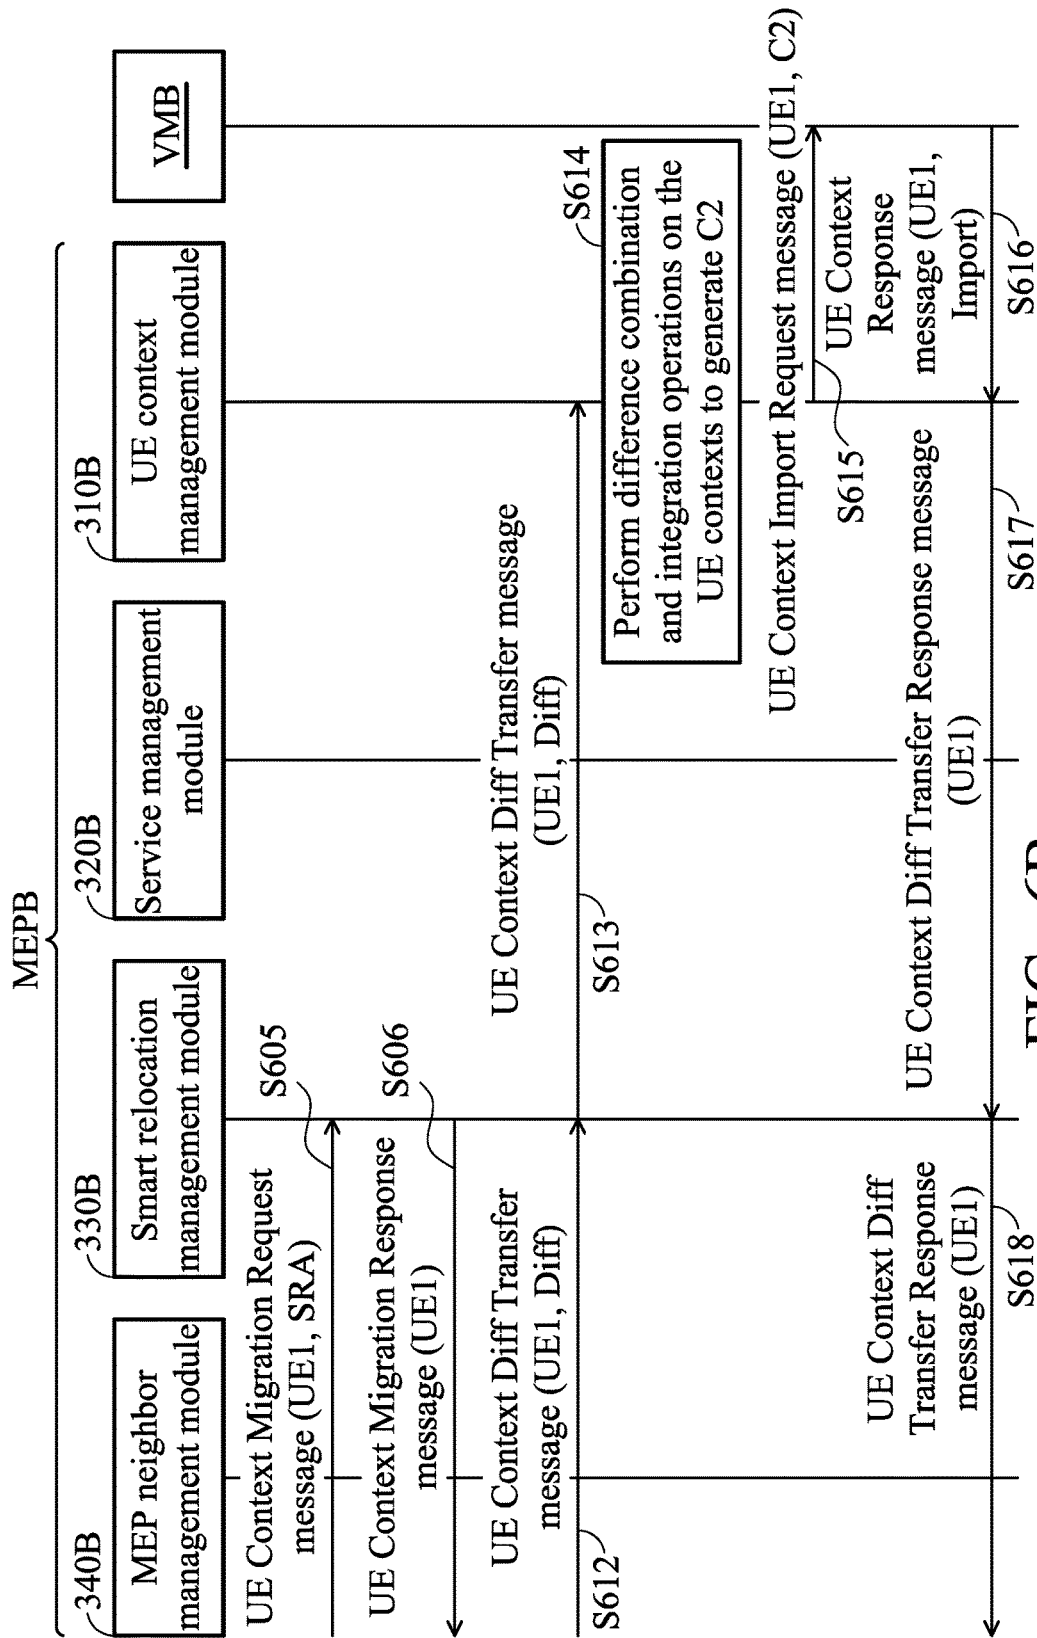 MEPB
340B
MEP neighbor
management module
330B
Smart relocation
management module
320B
Service management
module
310B
UE context
management module
VMB
UE Context Migration Request
message (UE1, SRA)
S605
UE Context Migration Response
message (UE1)
S606
UE Context Diff Transfer
message (UE1, Diff)
S612
UE Context Diff Transfer message
(UE1, Diff)
S613
S614
Perform difference combination
and integration operations on the
UE contexts to generate C2
UE Context Import Request message (UE1, C2)
S615
UE Context
Response
message (UE1,
Import)
S616
UE Context Diff Transfer Response message
(UE1)
S617
UE Context Diff
Transfer Response
message (UE1)
S618